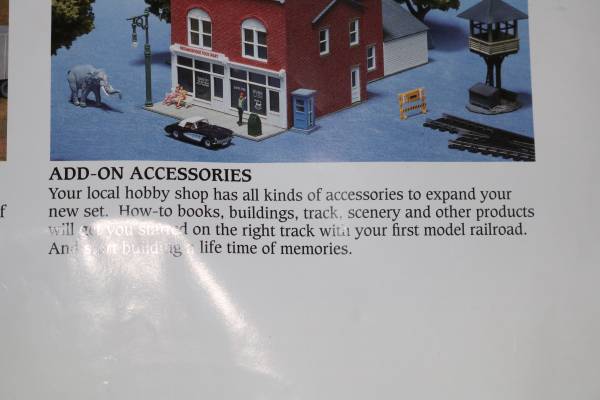 ADD-ON ACCESSORIES
Your local hobby shop has all kinds of accessories to expand your
f new set. How-to books, buildings, track, scenery and other products
will get you started on the right track with your first model railroad.
And start building a life time of memories.